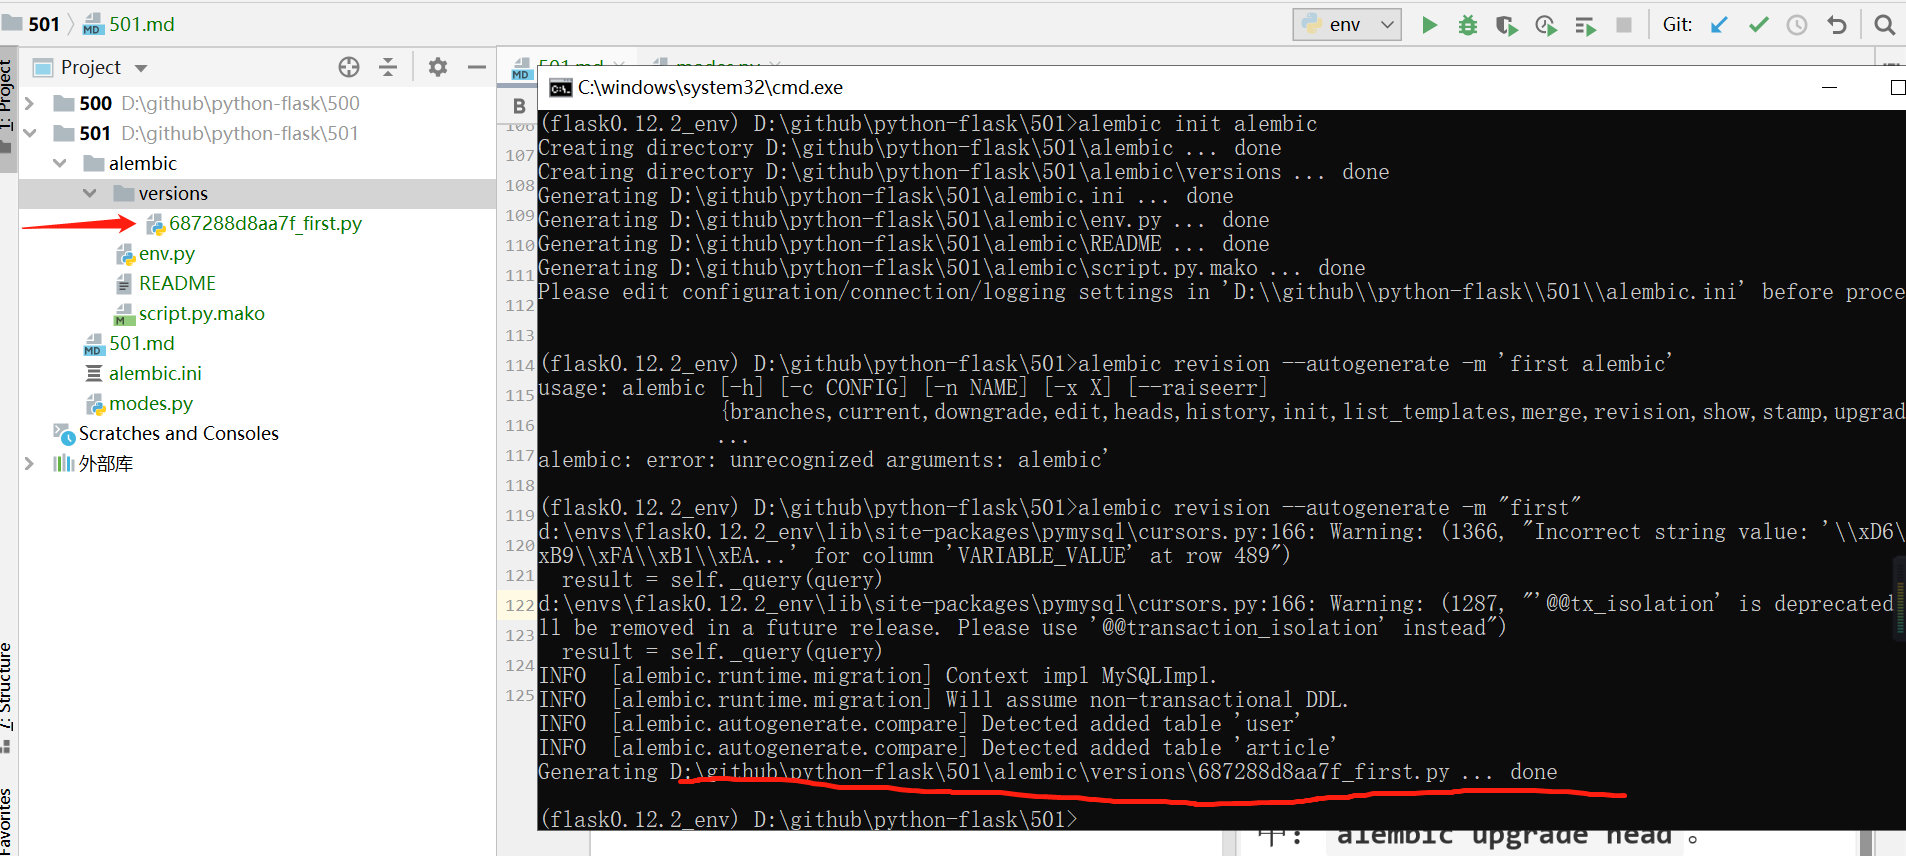 501 501.md env Git:
Project
500 D:\github\python-flask\500
501 D:\github\python-flask\501
alembic
versions
687288d8aa7f_first.py
env.py
README
script.py.mako
501.md
alembic.ini
modes.py
Scratches and Consoles
外部库
1: Project
7: Structure
Favorites
501.md modes.py
B
106
107
108
109
110
111
112
113
114
115
116
117
118
119
120
121
122
123
124
125
C:\windows\system32\cmd.exe
(flask0.12.2_env) D:\github\python-flask\501>alembic init alembic
Creating directory D:\github\python-flask\501\alembic ... done
Creating directory D:\github\python-flask\501\alembic\versions ... done
Generating D:\github\python-flask\501\alembic.ini ... done
Generating D:\github\python-flask\501\alembic\env.py ... done
Generating D:\github\python-flask\501\alembic\README ... done
Generating D:\github\python-flask\501\alembic\script.py.mako ... done
Please edit configuration/connection/logging settings in 'D:\\github\\python-flask\\501\\alembic.ini' before proce
(flask0.12.2_env) D:\github\python-flask\501>alembic revision --autogenerate -m 'first alembic'
usage: alembic [-h] [-c CONFIG] [-n NAME] [-x X] [--raiseerr]
{branches,current,downgrade,edit,heads,history,init,list_templates,merge,revision,show,stamp,upgrad
...
alembic: error: unrecognized arguments: alembic'
(flask0.12.2_env) D:\github\python-flask\501>alembic revision --autogenerate -m "first"
d:\envs\flask0.12.2_env\lib\site-packages\pymysql\cursors.py:166: Warning: (1366, "Incorrect string value: '\\xD6\
xB9\\xFA\\xB1\\xEA...' for column 'VARIABLE_VALUE' at row 489")
result = self._query(query)
d:\envs\flask0.12.2_env\lib\site-packages\pymysql\cursors.py:166: Warning: (1287, "'@@tx_isolation' is deprecated
ll be removed in a future release. Please use '@@transaction_isolation' instead")
result = self._query(query)
INFO [alembic.runtime.migration] Context impl MySQLImpl.
INFO [alembic.runtime.migration] Will assume non-transactional DDL.
INFO [alembic.autogenerate.compare] Detected added table 'user'
INFO [alembic.autogenerate.compare] Detected added table 'article'
Generating D:\github\python-flask\501\alembic\versions\687288d8aa7f_first.py ... done
(flask0.12.2_env) D:\github\python-flask\501>
中： alembic upgrade head 。